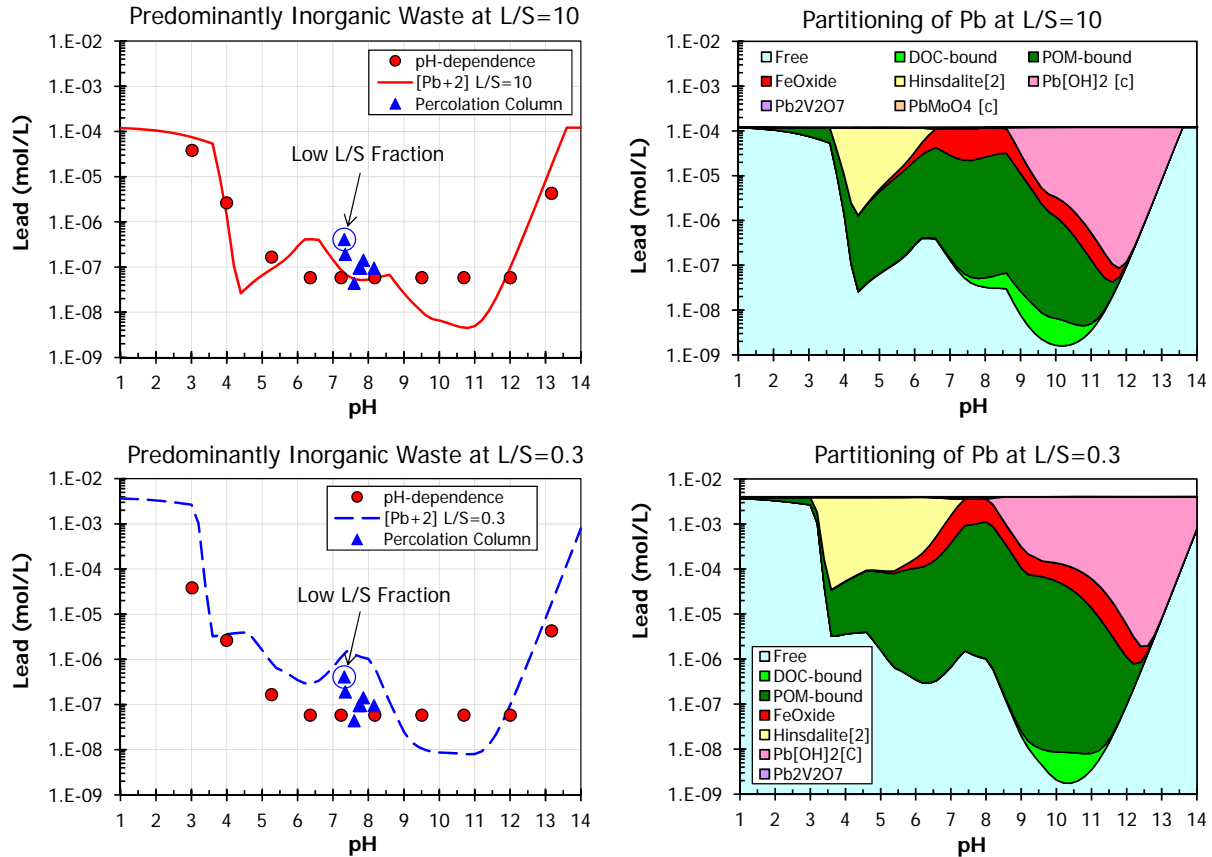 Predominantly Inorganic Waste at L/S=10
1.E-02
1.E-03
1.E-04
1.E-05
1.E-06
1.E-07
1.E-08
1.E-09
Lead (mol/L)
pH-dependence
[Pb+2] L/S=10
Percolation Column
Low L/S Fraction
1 2 3 4 5 6 7 8 9 10 11 12 13 14
pH
Partitioning of Pb at L/S=10
1.E-02
1.E-03
1.E-04
1.E-05
1.E-06
1.E-07
1.E-08
1.E-09
Lead (mol/L)
Free DOC-bound POM-bound
FeOxide Hinsdalite[2] Pb[OH]2 [c]
Pb2V2O7 PbMoO4 [c]
1 2 3 4 5 6 7 8 9 10 11 12 13 14
pH
Predominantly Inorganic Waste at L/S=0.3
1.E-02
1.E-03
1.E-04
1.E-05
1.E-06
1.E-07
1.E-08
1.E-09
Lead (mol/L)
pH-dependence
[Pb+2] L/S=0.3
Percolation Column
Low L/S Fraction
1 2 3 4 5 6 7 8 9 10 11 12 13 14
pH
Partitioning of Pb at L/S=0.3
1.E-02
1.E-03
1.E-04
1.E-05
1.E-06
1.E-07
1.E-08
1.E-09
Lead (mol/L)
Free
DOC-bound
POM-bound
FeOxide
Hinsdalite[2]
Pb[OH]2[C]
Pb2V2O7
1 2 3 4 5 6 7 8 9 10 11 12 13 14
pH